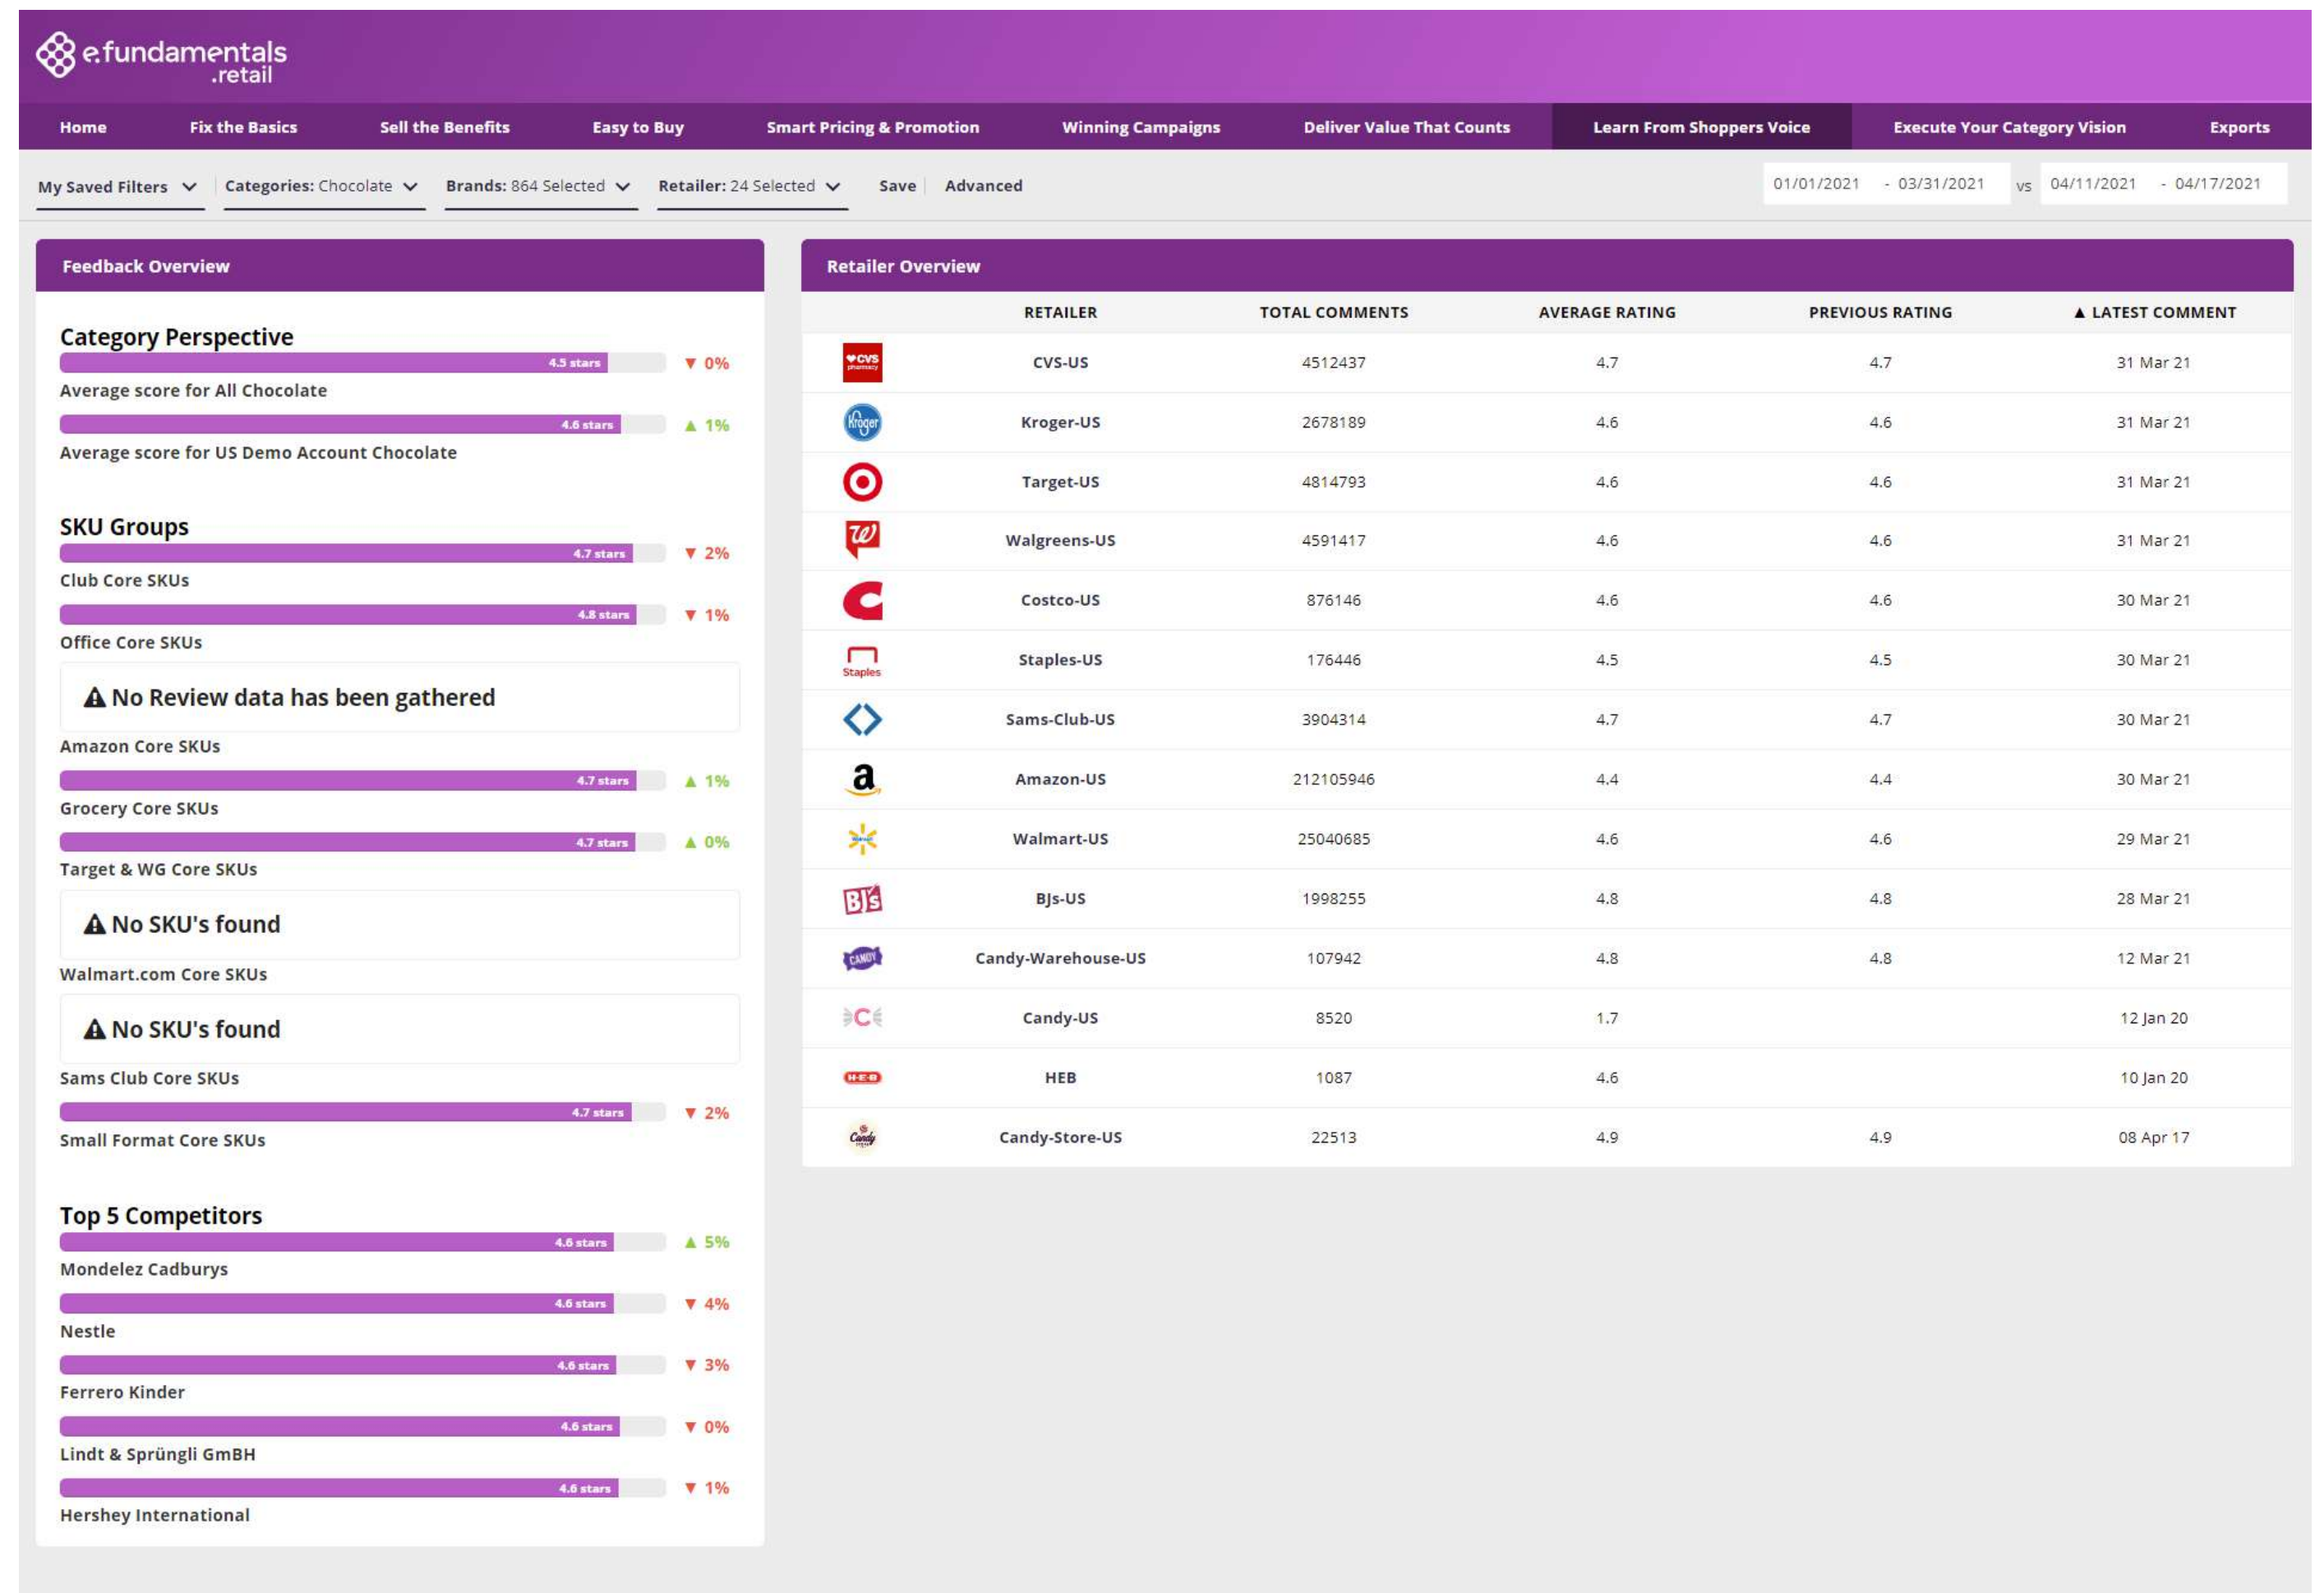 e.fundamentals
.retail
Home Fix the Basics Sell the Benefits Easy to Buy Smart Pricing & Promotion Winning Campaigns Deliver Value That Counts Learn From Shoppers Voice Execute Your Category Vision Exports
My Saved Filters Categories: Chocolate Brands: 864 Selected Retailer: 24 Selected Save Advanced 01/01/2021 - 03/31/2021 vs 04/11/2021 - 04/17/2021
Feedback Overview
Category Perspective
4.5 stars ▼ 0%
Average score for All Chocolate
4.6 stars ▲ 1%
Average score for US Demo Account Chocolate
SKU Groups
4.7 stars ▼ 2%
Club Core SKUs
4.8 stars ▼ 1%
Office Core SKUs
No Review data has been gathered
Amazon Core SKUs
4.7 stars ▲ 1%
Grocery Core SKUs
4.7 stars ▲ 0%
Target & WG Core SKUs
No SKU's found
Walmart.com Core SKUs
No SKU's found
Sams Club Core SKUs
4.7 stars ▼ 2%
Small Format Core SKUs
Top 5 Competitors
4.6 stars ▲ 5%
Mondelez Cadburys
4.6 stars ▼ 4%
Nestle
4.6 stars ▼ 3%
Ferrero Kinder
4.6 stars ▼ 0%
Lindt & Sprüngli GmBH
4.6 stars ▼ 1%
Hershey International
Retailer Overview
RETAILER TOTAL COMMENTS AVERAGE RATING PREVIOUS RATING ▲ LATEST COMMENT
CVS pharmacy CVS-US 4512437 4.7 4.7 31 Mar 21
Kroger Kroger-US 2678189 4.6 4.6 31 Mar 21
Target-US 4814793 4.6 4.6 31 Mar 21
W Walgreens-US 4591417 4.6 4.6 31 Mar 21
Costco-US 876146 4.6 4.6 30 Mar 21
Staples Staples-US 176446 4.5 4.5 30 Mar 21
Sams-Club-US 3904314 4.7 4.7 30 Mar 21
a Amazon-US 212105946 4.4 4.4 30 Mar 21
Walmart-US 25040685 4.6 4.6 29 Mar 21
BJ's BJs-US 1998255 4.8 4.8 28 Mar 21
CANDY Candy-Warehouse-US 107942 4.8 4.8 12 Mar 21
C Candy-US 8520 1.7 12 Jan 20
H-E-B HEB 1087 4.6 10 Jan 20
Candy Candy-Store-US 22513 4.9 4.9 08 Apr 17